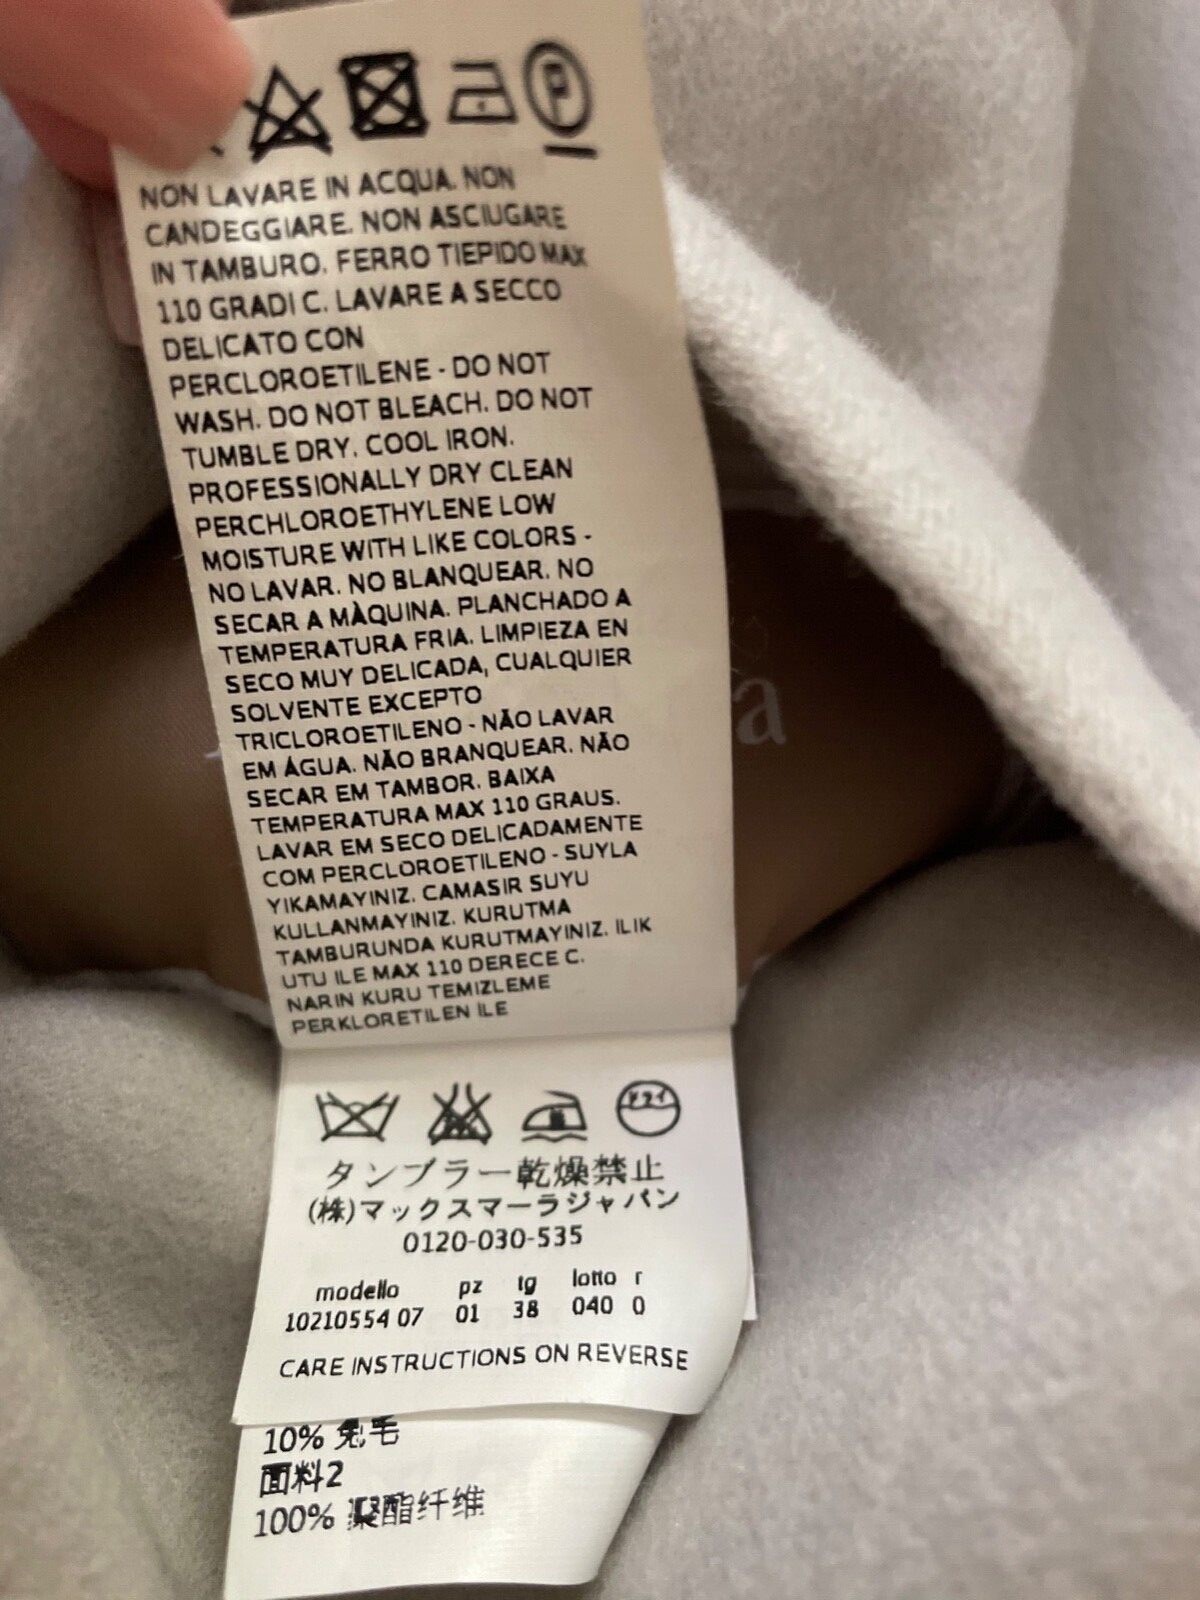 P
NON LAVARE IN ACQUA. NON
CANDEGGIARE. NON ASCIUGARE
IN TAMBURO. FERRO TIEPIDO MAX
110 GRADI C. LAVARE A SECCO
DELICATO CON
PERCLOROETILENE - DO NOT
WASH. DO NOT BLEACH. DO NOT
TUMBLE DRY. COOL IRON.
PROFESSIONALLY DRY CLEAN
PERCHLOROETHYLENE LOW
MOISTURE WITH LIKE COLORS -
NO LAVAR. NO BLANQUEAR. NO
SECAR A MÀQUINA. PLANCHADO A
TEMPERATURA FRIA. LIMPIEZA EN
SECO MUY DELICADA, CUALQUIER
SOLVENTE EXCEPTO
TRICLOROETILENO - NÃO LAVAR
EM ÁGUA. NÃO BRANQUEAR. NÃO
SECAR EM TAMBOR. BAIXA
TEMPERATURA MAX 110 GRAUS.
LAVAR EM SECO DELICADAMENTE
COM PERCLOROETILENO - SUYLA
YIKAMAYINIZ. CAMASIR SUYU
KULLANMAYINIZ. KURUTMA
TAMBURUNDA KURUTMAYINIZ. ILIK
UTU ILE MAX 110 DERECE C.
NARIN KURU TEMIZLEME
PERKLORETILEN İLE
タンブラー乾燥禁止
(株)マックスマーラジャパン
0120-030-535
modello pz tg lotto r
10210554 07 01 38 040 0
CARE INSTRUCTIONS ON REVERSE
10% 兔毛
面料2
100% 聚酯纤维